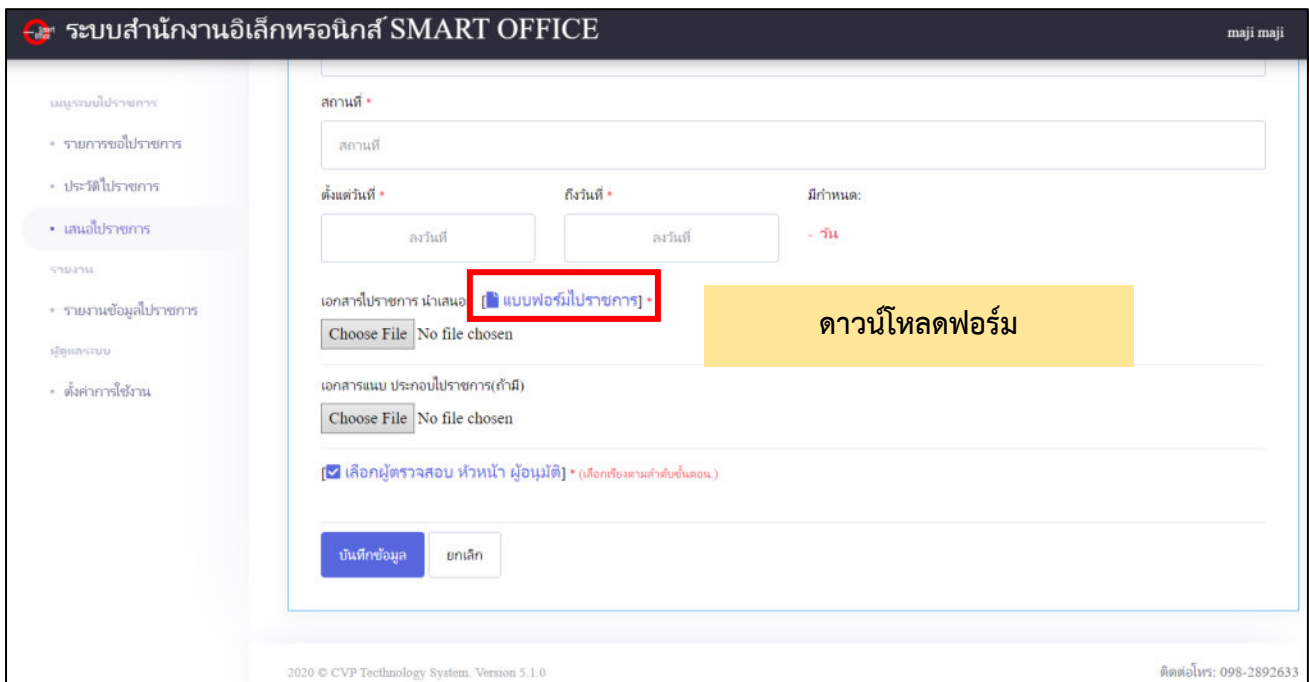 ระบบสำนักงานอิเล็กทรอนิกส์ SMART OFFICE
maji maji
เมนูระบบไปราชการ
รายการขอไปราชการ
ประวัติไปราชการ
เสนอไปราชการ
รายงาน
รายงานข้อมูลไปราชการ
ผู้ดูแลระบบ
ตั้งค่าการใช้งาน
สถานที่ *
สถานที่
ตั้งแต่วันที่ * ถึงวันที่ * มีกำหนด:
ลงวันที่ ลงวันที่ - วัน
เอกสารไปราชการ นำเสนอ [แบบฟอร์มไปราชการ] *
Choose File No file chosen
ดาวน์โหลดฟอร์ม
เอกสารแนบ ประกอบไปราชการ(ถ้ามี)
Choose File No file chosen
[เลือกผู้ตรวจสอบ หัวหน้า ผู้อนุมัติ] * (เลือกเรียงตามลำดับขั้นตอน.)
บันทึกข้อมูล ยกเลิก
2020 © CVP Tecthnology System. Version 5.1.0
ติดต่อโทร: 098-2892633